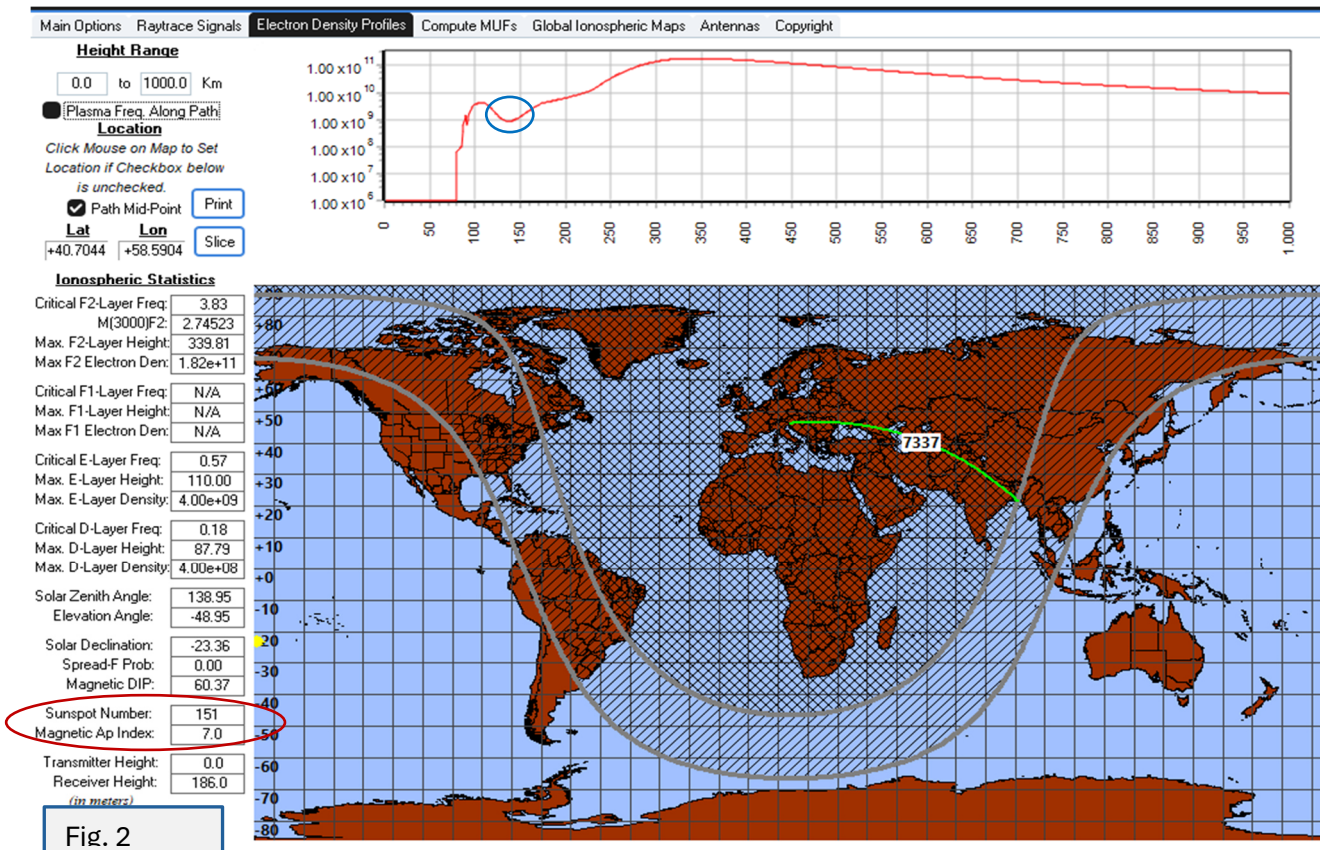 Main Options Raytrace Signals Electron Density Profiles Compute MUFs Global Ionospheric Maps Antennas Copyright
Height Range
0.0 to 1000.0 Km
Plasma Freq. Along Path
Location
Click Mouse on Map to Set
Location if Checkbox below
is unchecked.
Path Mid-Point Print
Lat Lon
+40.7044 +58.5904 Slice
1.00 x10 11
1.00 x10 10
1.00 x10 9
1.00 x10 8
1.00 x10 7
1.00 x10 6
0 50 100 150 200 250 300 350 400 450 500 550 600 650 700 750 800 850 900 950 1.000
Ionospheric Statistics
Critical F2-Layer Freq: 3.83
M(3000)F2: 2.74523
Max. F2-Layer Height: 339.81
Max F2 Electron Den: 1.82e+11
Critical F1-Layer Freq: N/A
Max. F1-Layer Height: N/A
Max F1 Electron Den: N/A
Critical E-Layer Freq: 0.57
Max. E-Layer Height: 110.00
Max. E-Layer Density: 4.00e+09
Critical D-Layer Freq: 0.18
Max. D-Layer Height: 87.79
Max. D-Layer Density: 4.00e+08
Solar Zenith Angle: 138.95
Elevation Angle: -48.95
Solar Declination: -23.36
Spread-F Prob: 0.00
Magnetic DIP: 60.37
Sunspot Number: 151
Magnetic Ap Index: 7.0
Transmitter Height: 0.0
Receiver Height: 186.0
(in meters)
Fig. 2
+80
+50
+40
+30
+20
+10
+0
-10
-30
-40
-60
-70
-80
7337